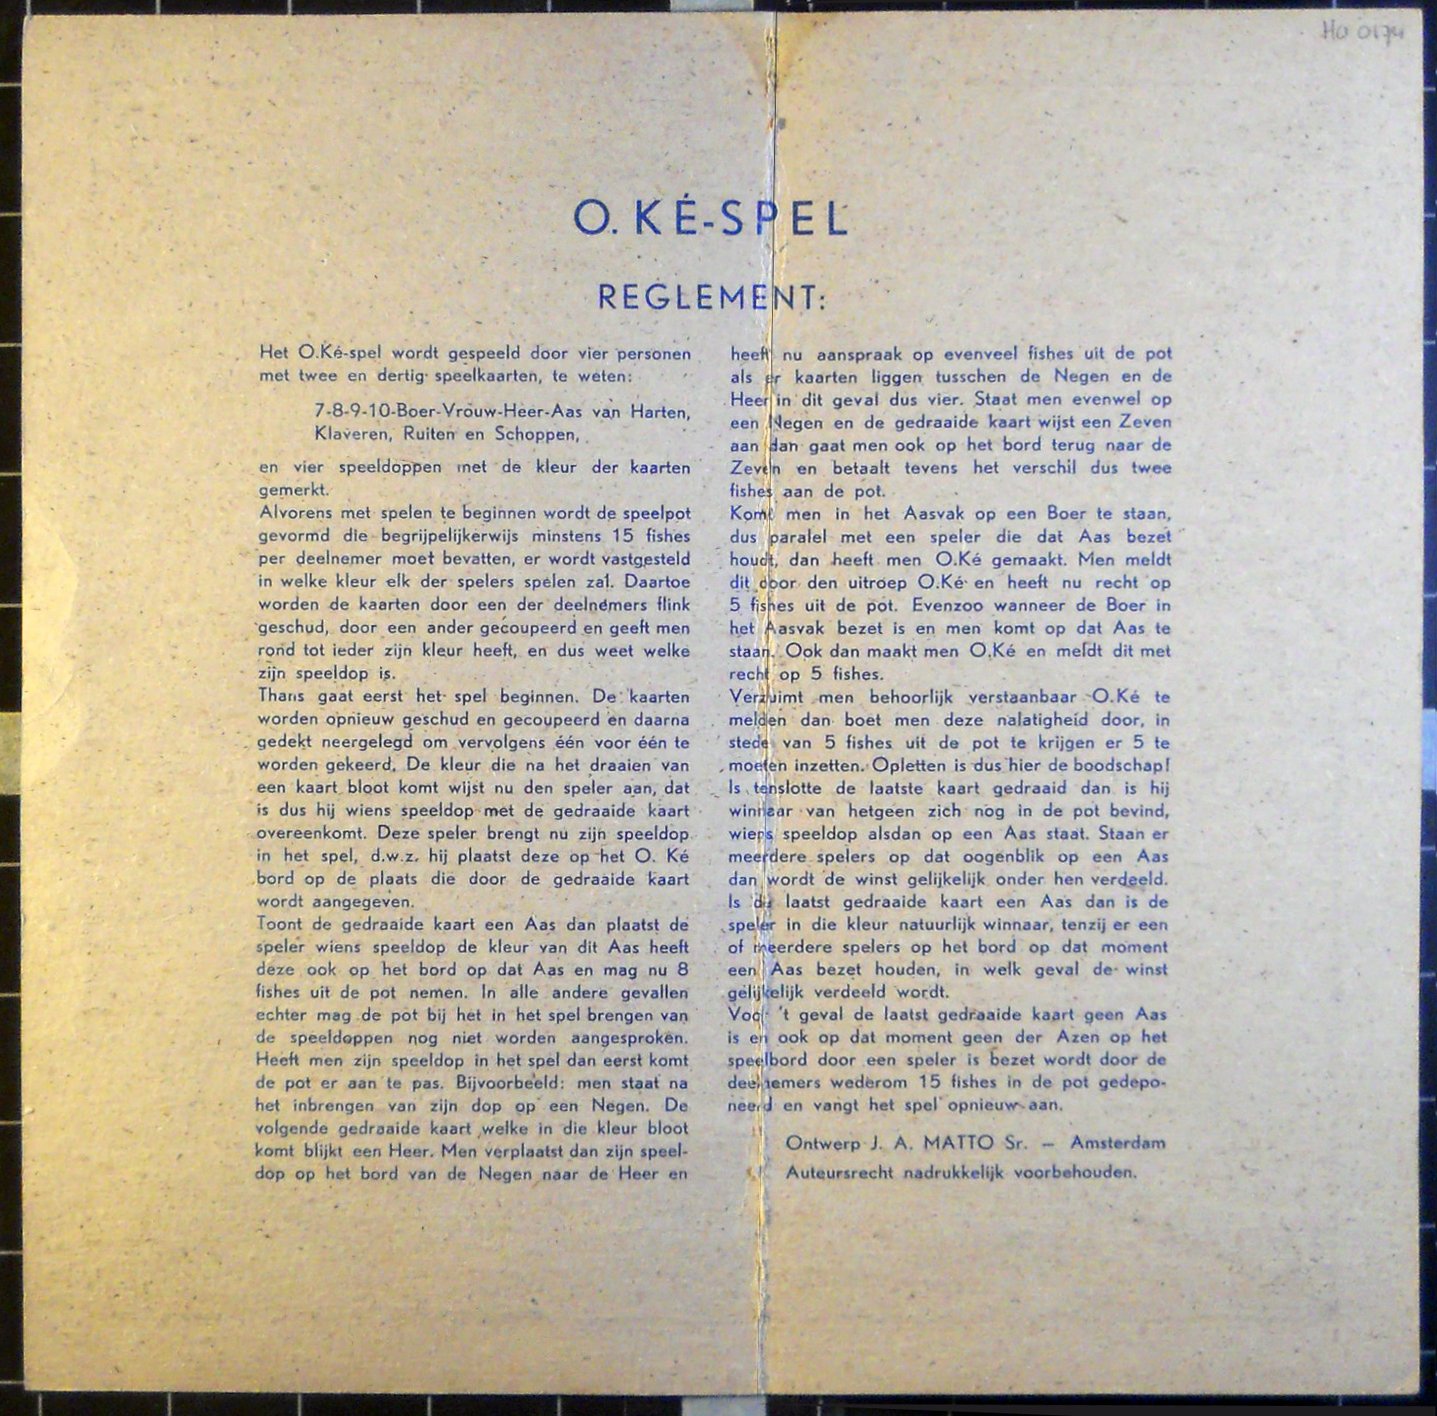 HO 0174
O. KÉ-SPEL
REGLEMENT:
Het O.Ké-spel wordt gespeeld door vier personen
met twee en dertig speelkaarten, te weten:
7-8-9-10-Boer-Vrouw-Heer-Aas van Harten,
Klaveren, Ruiten en Schoppen,
en vier speeldoppen met de kleur der kaarten
gemerkt.
Alvorens met spelen te beginnen wordt de speelpot
gevormd die begrijpelijkerwijs minstens 15 fishes
per deelnemer moet bevatten, er wordt vastgesteld
in welke kleur elk der spelers spelen zal. Daartoe
worden de kaarten door een der deelnemers flink
geschud, door een ander gecoupeerd en geeft men
rond tot ieder zijn kleur heeft, en dus weet welke
zijn speeldop is.
Thans gaat eerst het spel beginnen. De kaarten
worden opnieuw geschud en gecoupeerd en daarna
gedekt neergelegd om vervolgens één voor één te
worden gekeerd. De kleur die na het draaien van
een kaart bloot komt wijst nu den speler aan, dat
is dus hij wiens speeldop met de gedraaide kaart
overeenkomt. Deze speler brengt nu zijn speeldop
in het spel, d.w.z. hij plaatst deze op het O. Ké
bord op de plaats die door de gedraaide kaart
wordt aangegeven.
Toont de gedraaide kaart een Aas dan plaatst de
speler wiens speeldop de kleur van dit Aas heeft
deze ook op het bord op dat Aas en mag nu 8
fishes uit de pot nemen. In alle andere gevallen
echter mag de pot bij het in het spel brengen van
de speeldoppen nog niet worden aangesproken.
Heeft men zijn speeldop in het spel dan eerst komt
de pot er aan te pas. Bijvoorbeeld: men staat na
het inbrengen van zijn dop op een Negen. De
volgende gedraaide kaart welke in die kleur bloot
komt blijkt een Heer. Men verplaatst dan zijn speel-
dop op het bord van de Negen naar de Heer en
heeft nu aanspraak op evenveel fishes uit de pot
als er kaarten liggen tusschen de Negen en de
Heer in dit geval dus vier. Staat men evenwel op
een Negen en de gedraaide kaart wijst een Zeven
aan dan gaat men ook op het bord terug naar de
Zeven en betaalt tevens het verschil dus twee
fishes aan de pot.
Komt men in het Aasvak op een Boer te staan,
dus paralel met een speler die dat Aas bezet
houdt, dan heeft men O.Ké gemaakt. Men meldt
dit door den uitroep O.Ké en heeft nu recht op
5 fishes uit de pot. Evenzoo wanneer de Boer in
het Aasvak bezet is en men komt op dat Aas te
staan. Ook dan maakt men O.Ké en meldt dit met
recht op 5 fishes.
Verzuimt men behoorlijk verstaanbaar O.Ké te
melden dan boet men deze nalatigheid door, in
stede van 5 fishes uit de pot te krijgen er 5 te
moeten inzetten. Opletten is dus hier de boodschap!
Is tenslotte de laatste kaart gedraaid dan is hij
winnaar van hetgeen zich nog in de pot bevind,
wiens speeldop alsdan op een Aas staat. Staan er
meerdere spelers op dat oogenblik op een Aas
dan wordt de winst gelijkelijk onder hen verdeeld.
Is de laatst gedraaide kaart een Aas dan is de
speler in die kleur natuurlijk winnaar, tenzij er een
of meerdere spelers op het bord op dat moment
een Aas bezet houden, in welk geval de winst
gelijkelijk verdeeld wordt.
Voor 't geval de laatst gedraaide kaart geen Aas
is en ook op dat moment geen der Azen op het
speelbord door een speler is bezet wordt door de
deelnemers wederom 15 fishes in de pot gedepo-
neerd en vangt het spel opnieuw aan.
Ontwerp J. A. MATTO Sr. – Amsterdam
Auteursrecht nadrukkelijk voorbehouden.